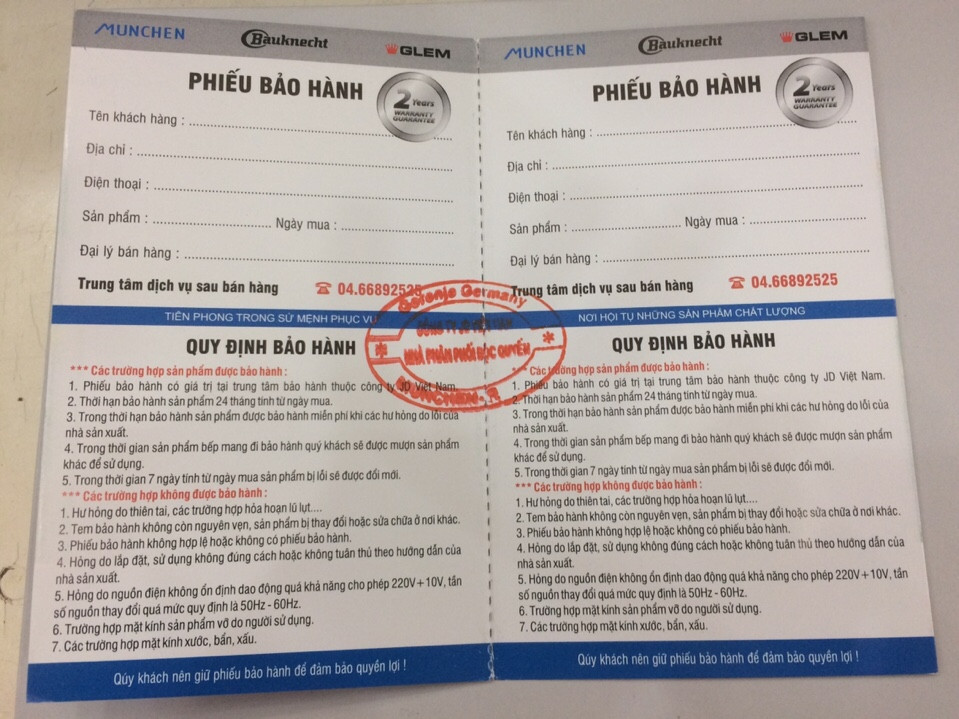 MUNCHEN
Bauknecht
GLEM
PHIẾU BẢO HÀNH
2 Years
WARRANTY
GUARANTEE
Tên khách hàng :
Địa chỉ :
Điện thoại :
Sản phẩm : Ngày mua :
Đại lý bán hàng :
Trung tâm dịch vụ sau bán hàng ☎ 04.66892525
TIÊN PHONG TRONG SỨ MỆNH PHỤC VỤ
QUY ĐỊNH BẢO HÀNH
*** Các trường hợp sản phẩm được bảo hành :
1. Phiếu bảo hành có giá trị tại trung tâm bảo hành thuộc công ty JD Việt Nam.
2. Thời hạn bảo hành sản phẩm 24 tháng tính từ ngày mua.
3. Trong thời hạn bảo hành sản phẩm được bảo hành miễn phí khi các hư hỏng do lỗi của
nhà sản xuất.
4. Trong thời gian sản phẩm bếp mang đi bảo hành quý khách sẽ được mượn sản phẩm
khác để sử dụng.
5. Trong thời gian 7 ngày tính từ ngày mua sản phẩm bị lỗi sẽ được đổi mới.
*** Các trường hợp không được bảo hành :
1. Hư hỏng do thiên tai, các trường hợp hỏa hoạn lũ lụt....
2. Tem bảo hành không còn nguyên vẹn, sản phẩm bị thay đổi hoặc sửa chữa ở nơi khác.
3. Phiếu bảo hành không hợp lệ hoặc không có phiếu bảo hành.
4. Hỏng do lắp đặt, sử dụng không đúng cách hoặc không tuân thủ theo hướng dẫn của
nhà sản xuất.
5. Hỏng do nguồn điện không ổn định dao động quá khả năng cho phép 220V+10V, tần
số nguồn thay đổi quá mức quy định là 50Hz - 60Hz.
6. Trường hợp mặt kính sản phẩm vỡ do người sử dụng.
7. Các trường hợp mặt kính xước, bẩn, xấu.
Qúy khách nên giữ phiếu bảo hành để đảm bảo quyền lợi !
Gorenje Germany
NHÀ PHÂN PHỐI ĐỘC QUYỀN
MUNCHEN
MUNCHEN
Bauknecht
GLEM
PHIẾU BẢO HÀNH
2 Years
WARRANTY
GUARANTEE
Tên khách hàng :
Địa chỉ :
Điện thoại :
Sản phẩm : Ngày mua :
Đại lý bán hàng :
Trung tâm dịch vụ sau bán hàng ☎ 04.66892525
NƠI HỘI TỤ NHỮNG SẢN PHẨM CHẤT LƯỢNG
QUY ĐỊNH BẢO HÀNH
*** Các trường hợp sản phẩm được bảo hành :
1. Phiếu bảo hành có giá trị tại trung tâm bảo hành thuộc công ty JD Việt Nam.
2. Thời hạn bảo hành sản phẩm 24 tháng tính từ ngày mua.
3. Trong thời hạn bảo hành sản phẩm được bảo hành miễn phí khi các hư hỏng do lỗi của
nhà sản xuất.
4. Trong thời gian sản phẩm bếp mang đi bảo hành quý khách sẽ được mượn sản phẩm
khác để sử dụng.
5. Trong thời gian 7 ngày tính từ ngày mua sản phẩm bị lỗi sẽ được đổi mới.
*** Các trường hợp không được bảo hành :
1. Hư hỏng do thiên tai, các trường hợp hỏa hoạn lũ lụt....
2. Tem bảo hành không còn nguyên vẹn, sản phẩm bị thay đổi hoặc sửa chữa ở nơi khác.
3. Phiếu bảo hành không hợp lệ hoặc không có phiếu bảo hành.
4. Hỏng do lắp đặt, sử dụng không đúng cách hoặc không tuân thủ theo hướng dẫn của
nhà sản xuất.
5. Hỏng do nguồn điện không ổn định dao động quá khả năng cho phép 220V+10V, tần
số nguồn thay đổi quá mức quy định là 50Hz - 60Hz.
6. Trường hợp mặt kính sản phẩm vỡ do người sử dụng.
7. Các trường hợp mặt kính xước, bẩn, xấu.
Qúy khách nên giữ phiếu bảo hành để đảm bảo quyền lợi !